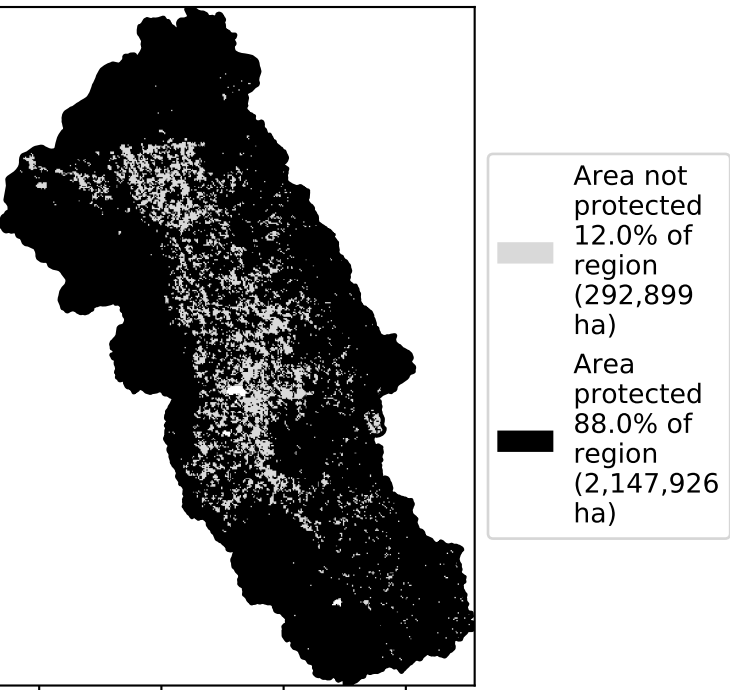 Area not
protected
12.0% of
region
(292,899
ha)
Area
protected
88.0% of
region
(2,147,926
ha)